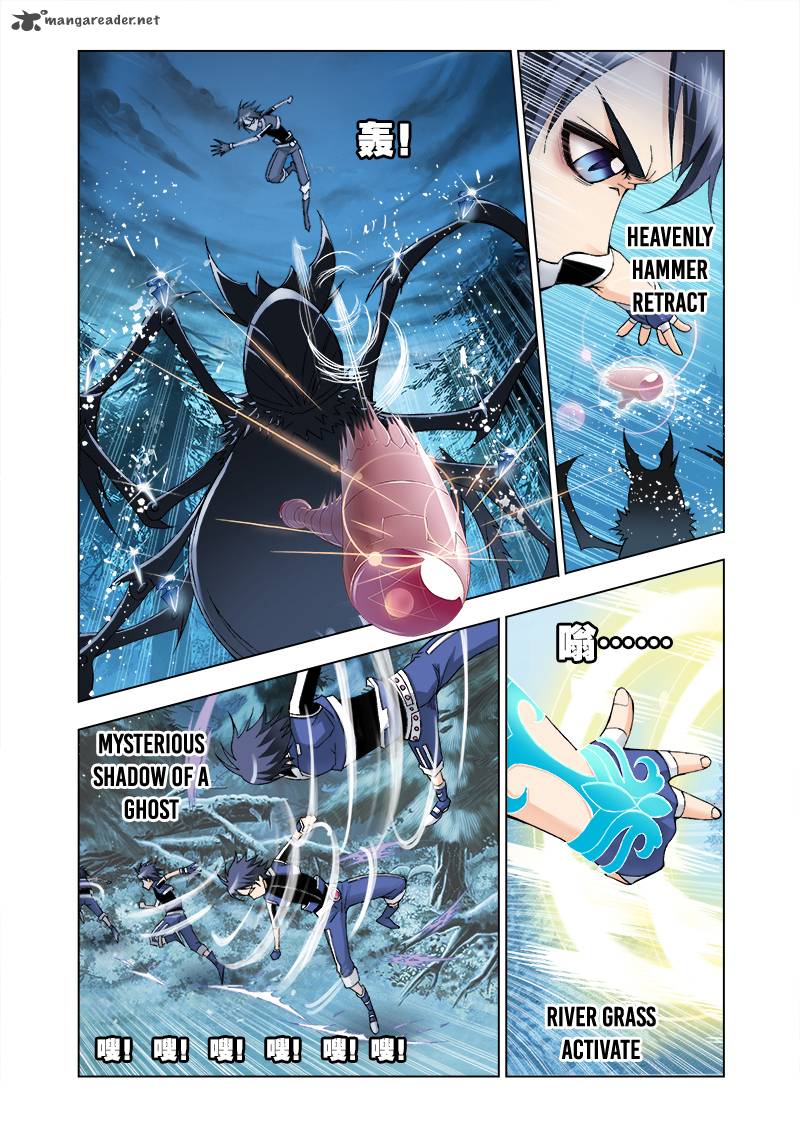 mangareader.net
轰!
HEAVENLY
HAMMER
RETRACT
MYSTERIOUS
SHADOW OF A
GHOST
嗖! 嗖! 嗖! 嗖! 嗖! 嗖!
嗡······
RIVER GRASS
ACTIVATE